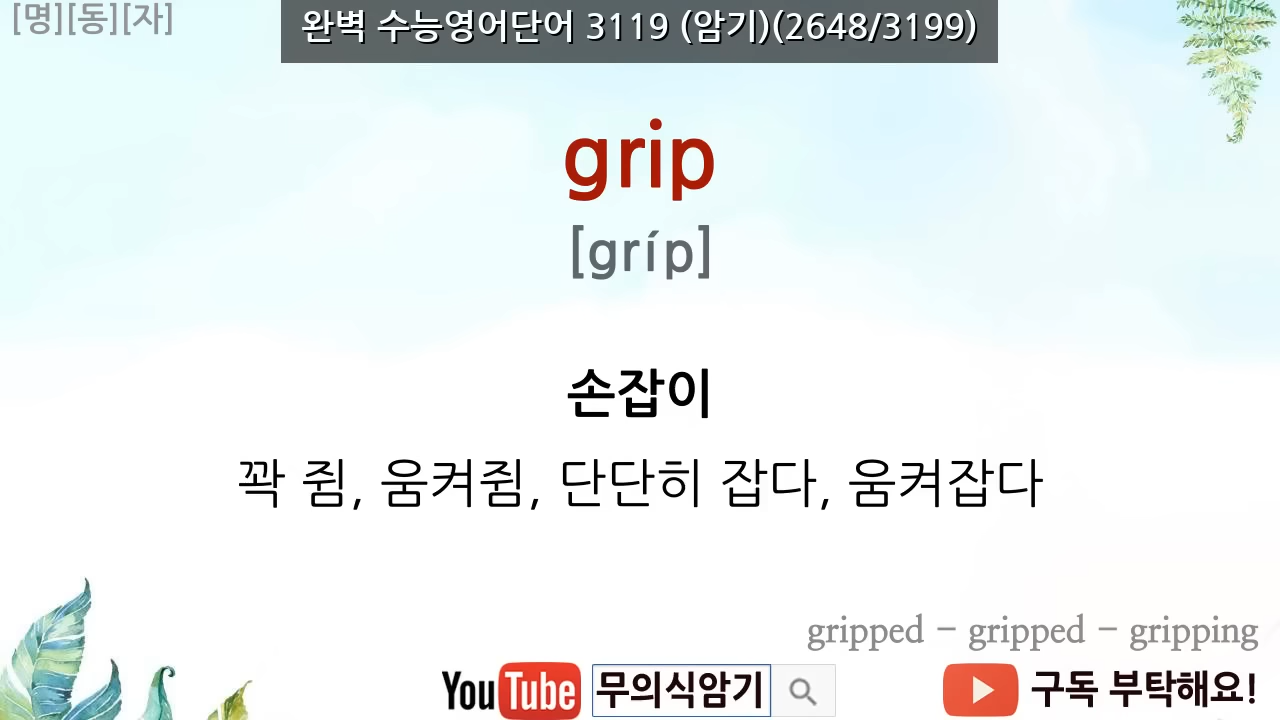 [명][동][자]
완벽 수능영어단어 3119 (암기)(2648/3199)
grip
[gríp]
손잡이
꽉 쥠, 움켜쥠, 단단히 잡다, 움켜잡다
gripped - gripped - gripping
YouTube 무의식암기
구독 부탁해요!